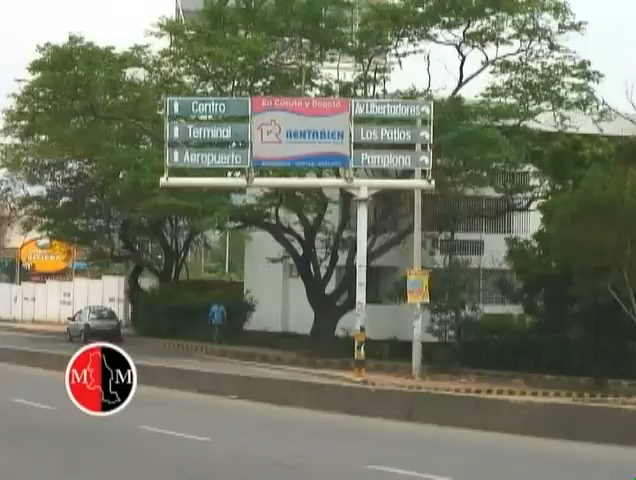 Centro
Terminal
Aeropuerto
En Cúcuta y Bogotá
RENTABIEN
Av Libertadores
Los Patios
Pamplona
M M